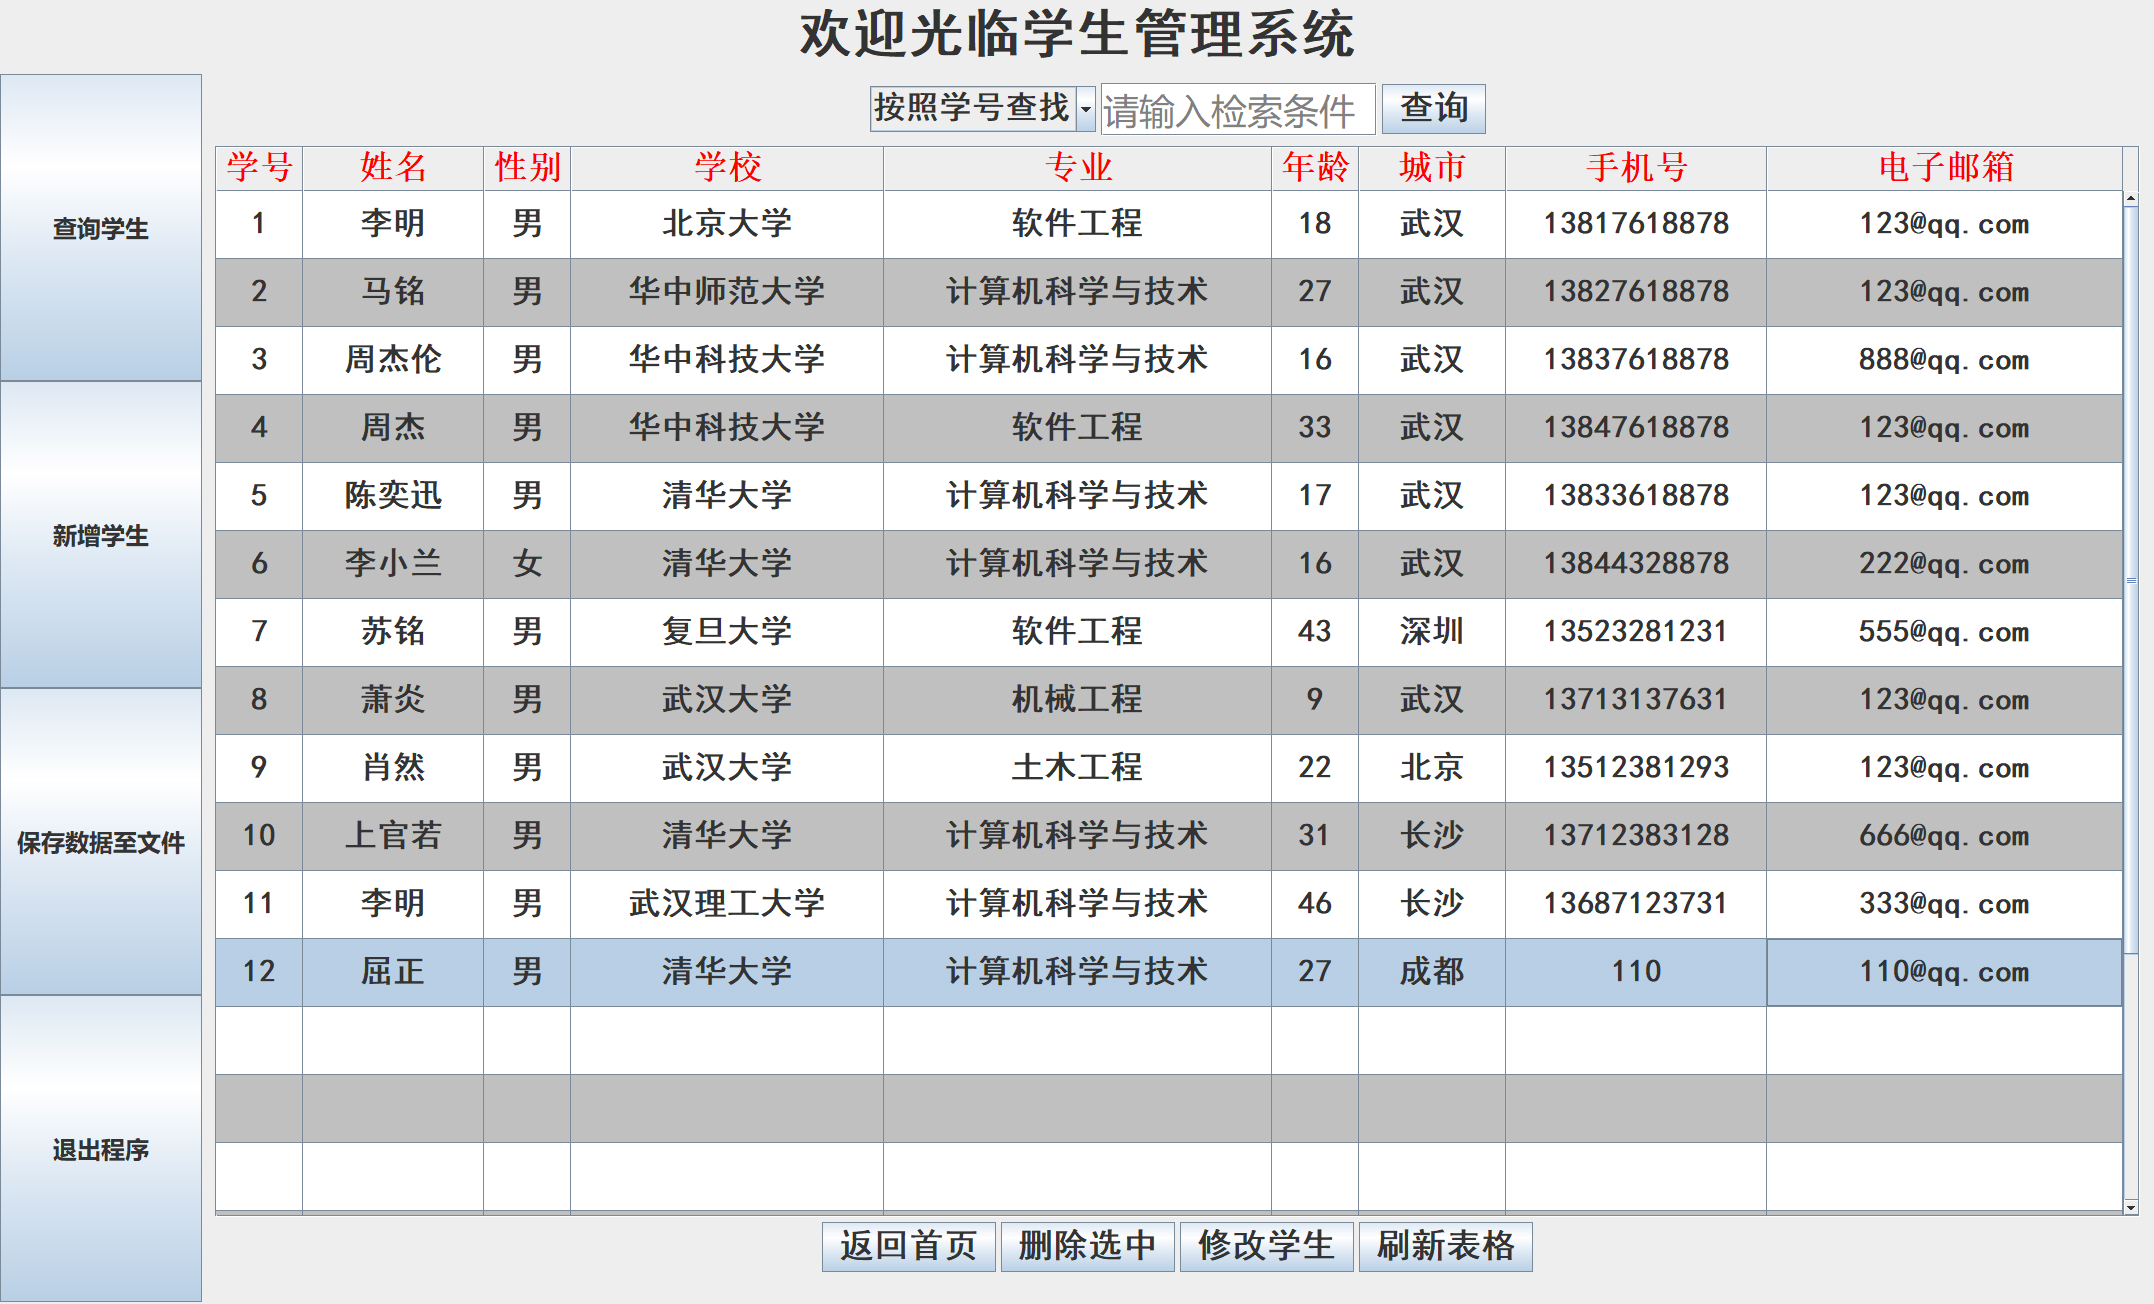 欢迎光临学生管理系统
按照学号查找 请输入检索条件 查询
查询学生
新增学生
保存数据至文件
退出程序
学号 姓名 性别 学校 专业 年龄 城市 手机号 电子邮箱
1 李明 男 北京大学 软件工程 18 武汉 13817618878 123@qq.com
2 马铭 男 华中师范大学 计算机科学与技术 27 武汉 13827618878 123@qq.com
3 周杰伦 男 华中科技大学 计算机科学与技术 16 武汉 13837618878 888@qq.com
4 周杰 男 华中科技大学 软件工程 33 武汉 13847618878 123@qq.com
5 陈奕迅 男 清华大学 计算机科学与技术 17 武汉 13833618878 123@qq.com
6 李小兰 女 清华大学 计算机科学与技术 16 武汉 13844328878 222@qq.com
7 苏铭 男 复旦大学 软件工程 43 深圳 13523281231 555@qq.com
8 萧炎 男 武汉大学 机械工程 9 武汉 13713137631 123@qq.com
9 肖然 男 武汉大学 土木工程 22 北京 13512381293 123@qq.com
10 上官若 男 清华大学 计算机科学与技术 31 长沙 13712383128 666@qq.com
11 李明 男 武汉理工大学 计算机科学与技术 46 长沙 13687123731 333@qq.com
12 屈正 男 清华大学 计算机科学与技术 27 成都 110 110@qq.com
返回首页 删除选中 修改学生 刷新表格